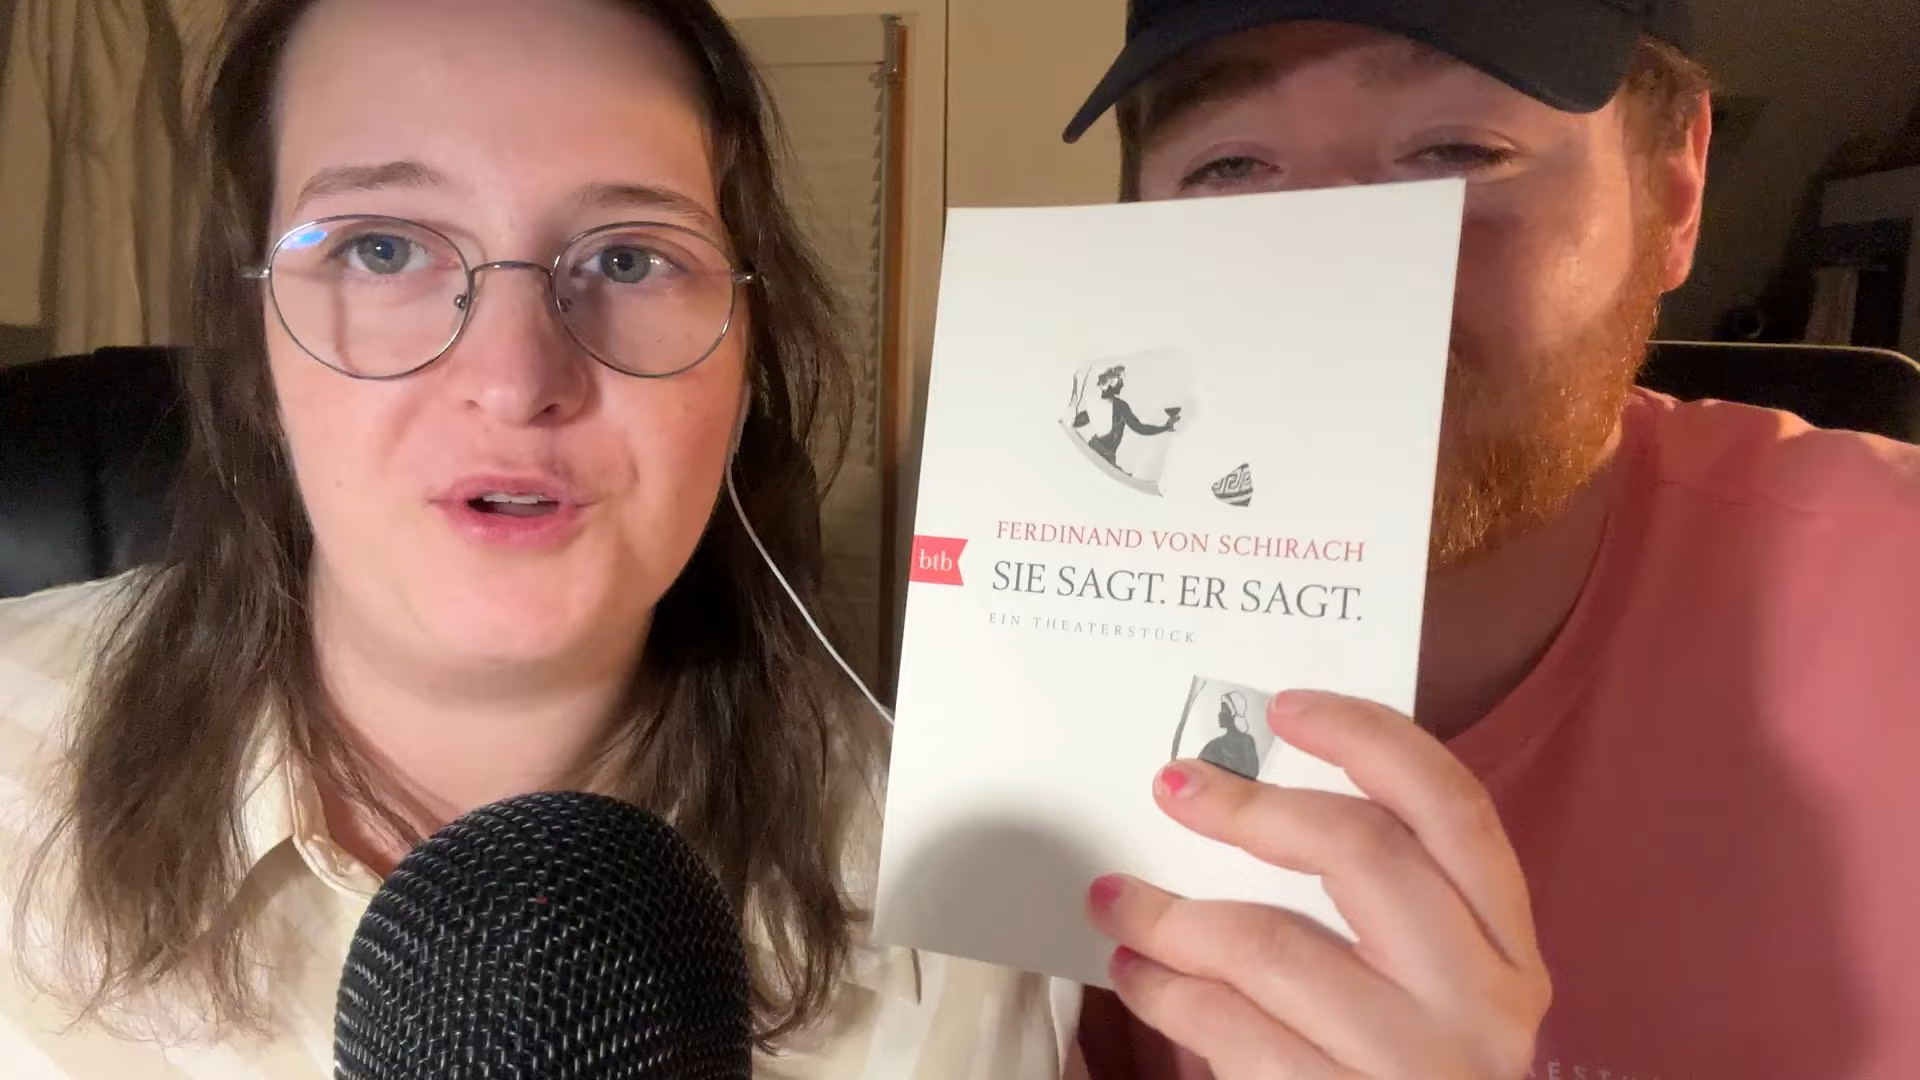 FERDINAND VON SCHIRACH
btb
SIE SAGT. ER SAGT.
EIN THEATERSTÜCK